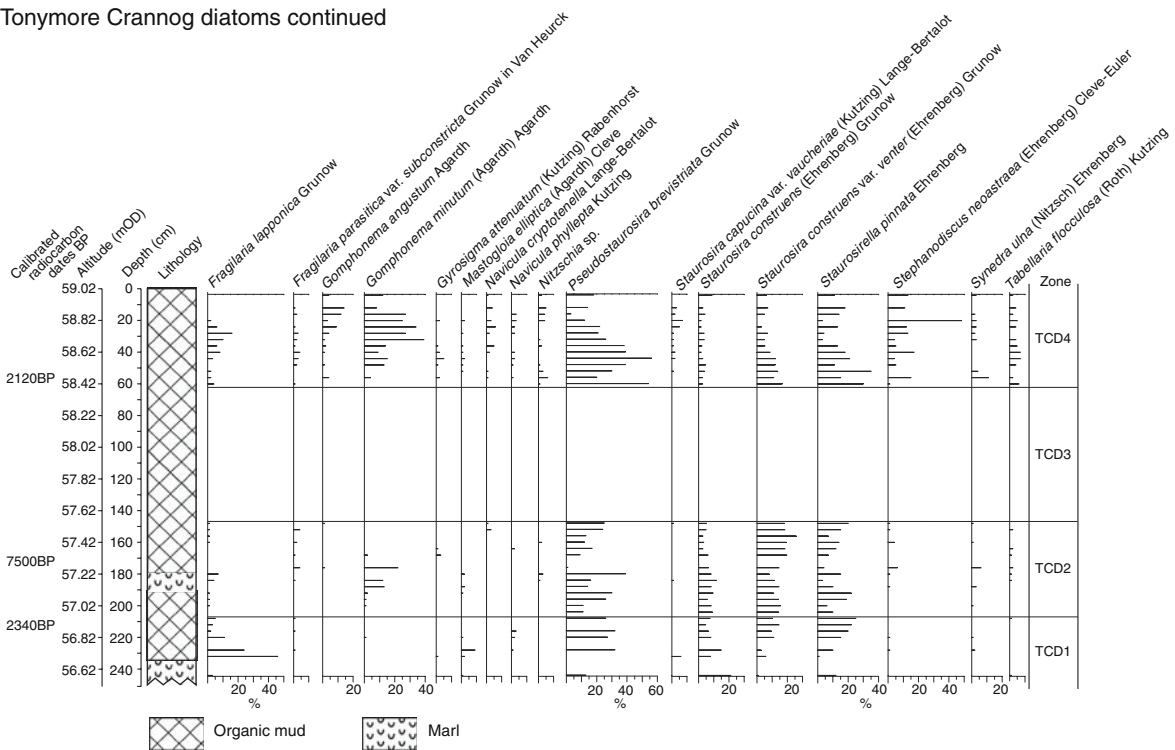 Tonymore Crannog diatoms continued
Calibrated
radiocarbon
dates BP
Altitude (mOD)
Depth (cm)
Lithology
Fragilaria lapponica Grunow
Fragilaria parasitica var. subconstricta Grunow in Van Heurck
Gomphonema angustum Agardh
Gomphonema minutum (Agardh) Agardh
Gyrosigma attenuatum (Kutzing) Rabenhorst
Mastogloia elliptica (Agardh) Cleve
Navicula cryptotenella Lange-Bertalot
Navicula phyllepta Kutzing
Nitzschia sp.
Pseudostaurosira brevistriata Grunow
Staurosira capucina var. vaucheriae (Kutzing) Lange-Bertalot
Staurosira construens (Ehrenberg) Grunow
Staurosira construens var. venter (Ehrenberg) Grunow
Staurosirella pinnata Ehrenberg
Stephanodiscus neoastraea (Ehrenberg) Cleve-Euler
Synedra ulna (Nitzsch) Ehrenberg
Tabellaria flocculosa (Roth) Kutzing
Zone
59.02 0
58.82 20
TCD4
58.62 40
2120BP
58.42 60
58.22 80
58.02 100
TCD3
57.82 120
57.62 140
57.42 160
7500BP
TCD2
57.22 180
57.02 200
2340BP
56.82 220
TCD1
56.62 240
20 40 20 20 40 20 40 60 20 20 20 40 20
% % % %
Organic mud Marl